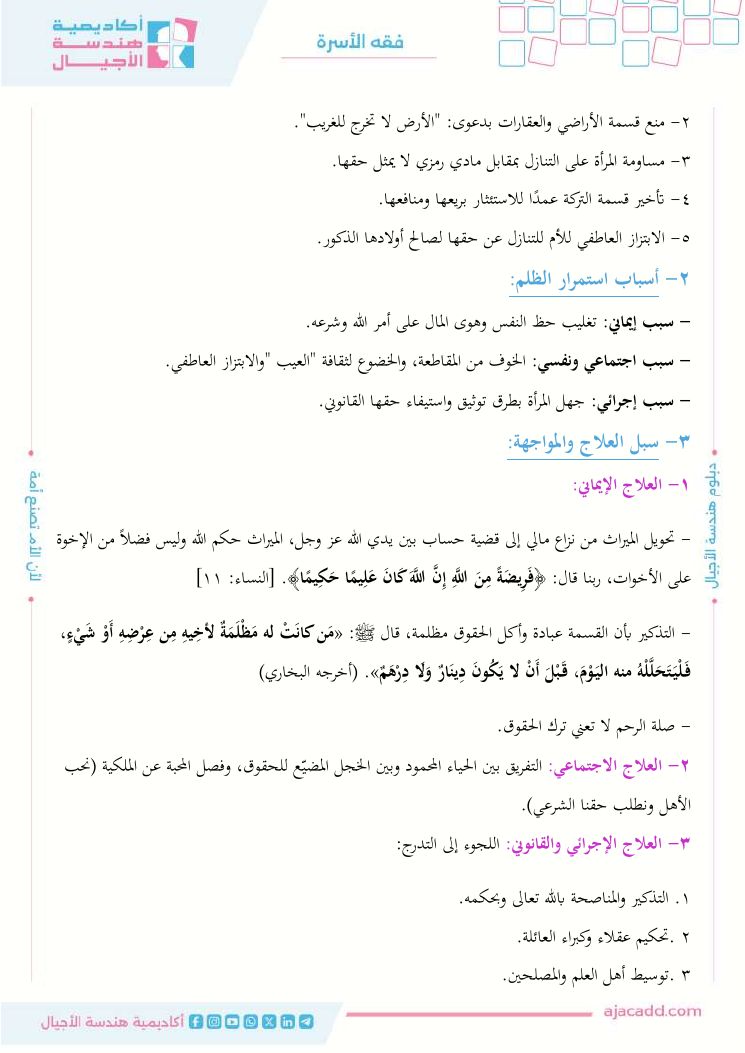 أكاديمية
هندسة
الأجيال
فقه الأسرة
٢- منع قسمة الأراضي والعقارات بدعوى: "الأرض لا تخرج للغريب".
٣- مساومة المرأة على التنازل بمقابل مادي رمزي لا يمثل حقها.
٤- تأخير قسمة التركة عمدًا للاستئثار بريعها ومنافعها.
٥- الابتزاز العاطفي للأم للتنازل عن حقها لصالح أولادها الذكور.
٢- أسباب استمرار الظلم:
– سبب إيماني: تغليب حظ النفس وهوى المال على أمر الله وشرعه.
– سبب اجتماعي ونفسي: الخوف من المقاطعة، والخضوع لثقافة "العيب "والابتزاز العاطفي.
– سبب إجرائي: جهل المرأة بطرق توثيق واستيفاء حقها القانوني.
٣- سبل العلاج والمواجهة:
١- العلاج الإيماني:
- تحويل الميراث من نزاع مالي إلى قضية حساب بين يدي الله عز وجل، الميراث حكم الله وليس فضلاً من الإخوة
على الأخوات، ربنا قال: ﴿فَرِيضَةً مِنَ اللَّهِ إِنَّ اللَّهَ كَانَ عَلِيمًا حَكِيمًا﴾. [النساء: ١١]
- التذكير بأن القسمة عبادة وأكل الحقوق مظلمة، قال ﷺ: «مَن كانَتْ له مَظْلَمَةٌ لأخِيهِ مِن عِرْضِهِ أَوْ شَيْءٍ،
فَلْيَتَحَلَّلْهُ منه اليَوْمَ، قَبْلَ أَنْ لا يَكُونَ دِينَارٌ وَلَا دِرْهَمٌ». (أخرجه البخاري)
- صلة الرحم لا تعني ترك الحقوق.
٢- العلاج الاجتماعي: التفريق بين الحياء المحمود وبين الخجل المضيّع للحقوق، وفصل المحبة عن الملكية (نحب
الأهل ونطلب حقنا الشرعي).
٣- العلاج الإجرائي والقانوني: اللجوء إلى التدرج:
١. التذكير والمناصحة بالله تعالى وبحكمه.
٢ .تحكيم عقلاء وكبراء العائلة.
٣ .توسيط أهل العلم والمصلحين.
دبلوم هندسة الأجيال
لأن الأم تصنع أمة
ajacadd.com
أكاديمية هندسة الأجيال